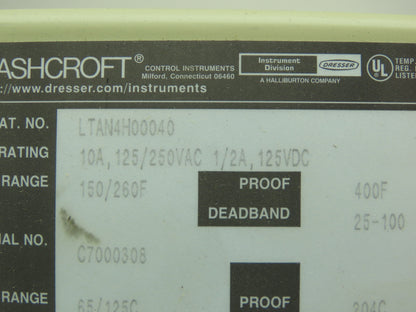 ASHCROFT® CONTROL INSTRUMENTS
Milford, Connecticut 06460
Instrument Division DRESSER
A HALLIBURTON COMPANY
UL TEMP.
REG.
://www.dresser.com/instruments
AT. NO. LTAN4H00040
RATING 10A, 125/250VAC 1/2A, 125VDC
RANGE 150/260F PROOF 400F
DEADBAND 25-100
IAL NO. C7000308
RANGE 65/125C PROOF 204C